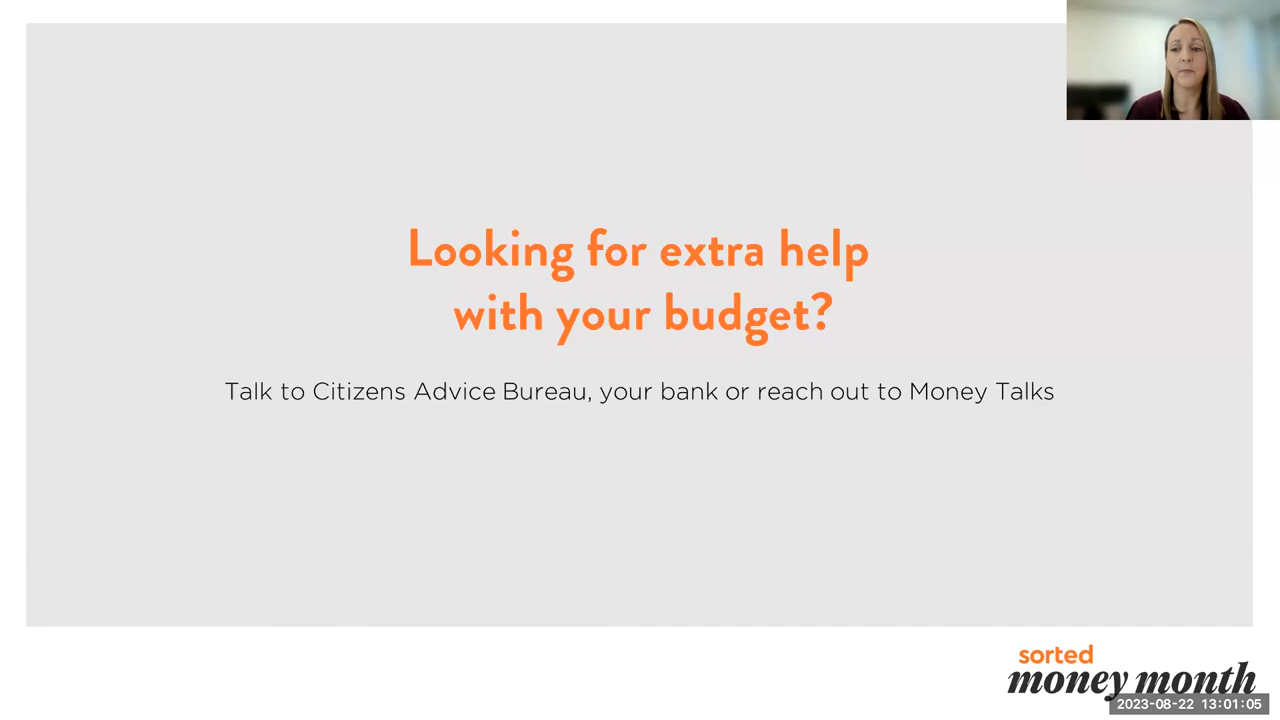 Looking for extra help
with your budget?
Talk to Citizens Advice Bureau, your bank or reach out to Money Talks
sorted
money month
2023-08-22 13:01:05